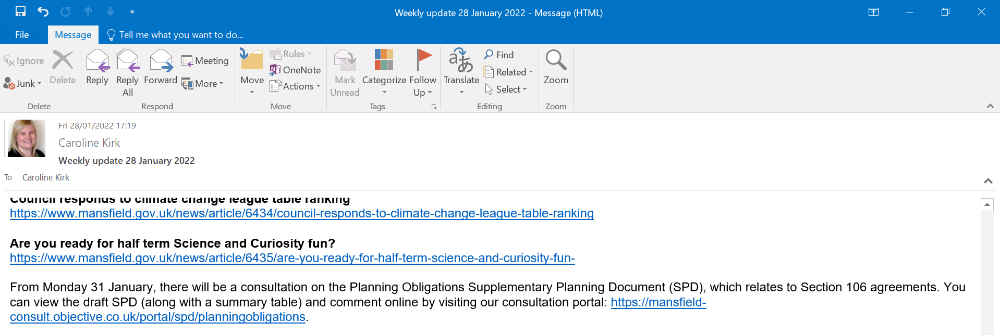 Weekly update 28 January 2022 - Message (HTML)
File Message Tell me what you want to do...
Ignore
Junk
Delete
Delete
Reply
Reply All
Forward
Meeting
More
Respond
Move
Rules
OneNote
Actions
Move
Mark Unread
Categorize
Follow Up
Tags
Translate
Find
Related
Select
Editing
Zoom
Zoom
Fri 28/01/2022 17:19
Caroline Kirk
Weekly update 28 January 2022
To Caroline Kirk
Council responds to climate change league table ranking
https://www.mansfield.gov.uk/news/article/6434/council-responds-to-climate-change-league-table-ranking
Are you ready for half term Science and Curiosity fun?
https://www.mansfield.gov.uk/news/article/6435/are-you-ready-for-half-term-science-and-curiosity-fun-
From Monday 31 January, there will be a consultation on the Planning Obligations Supplementary Planning Document (SPD), which relates to Section 106 agreements. You
can view the draft SPD (along with a summary table) and comment online by visiting our consultation portal: https://mansfield-
consult.objective.co.uk/portal/spd/planningobligations.